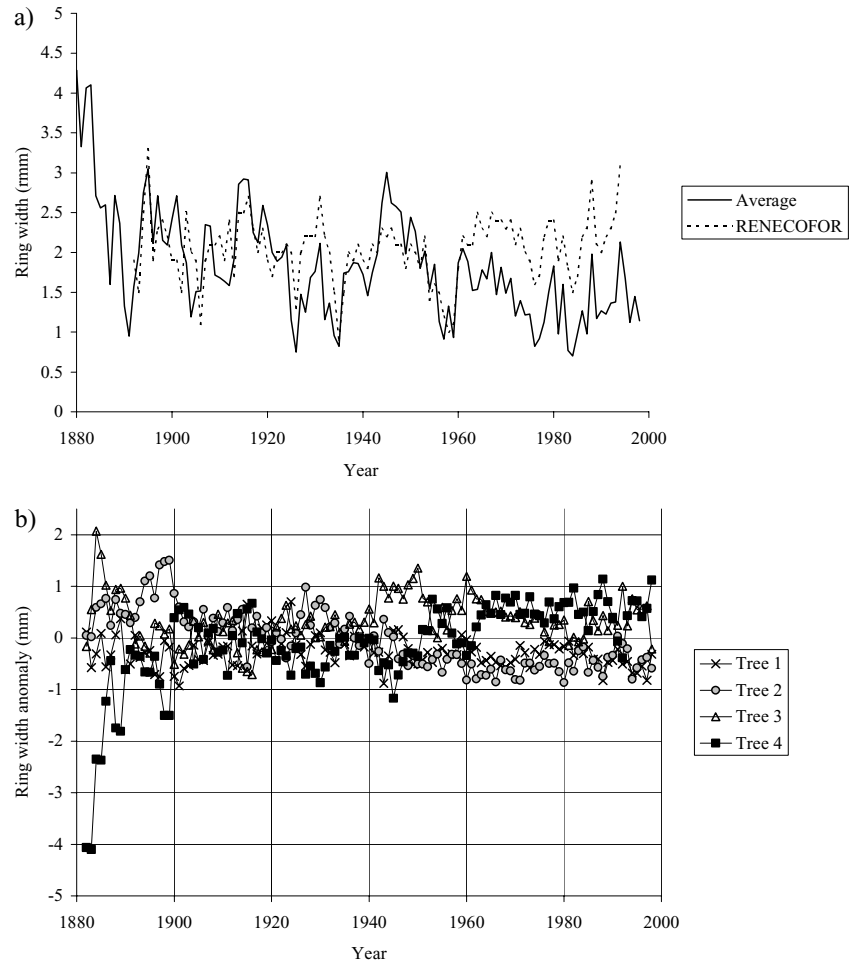 a)
5
4.5
4
3.5
3
2.5
2
1.5
1
0.5
0
Ring width (mm)
1880 1900 1920 1940 1960 1980 2000
Year
Average
RENECOFOR
b)
2
1
0
-1
-2
-3
-4
-5
Ring width anomaly (mm)
1880 1900 1920 1940 1960 1980 2000
Year
Tree 1
Tree 2
Tree 3
Tree 4